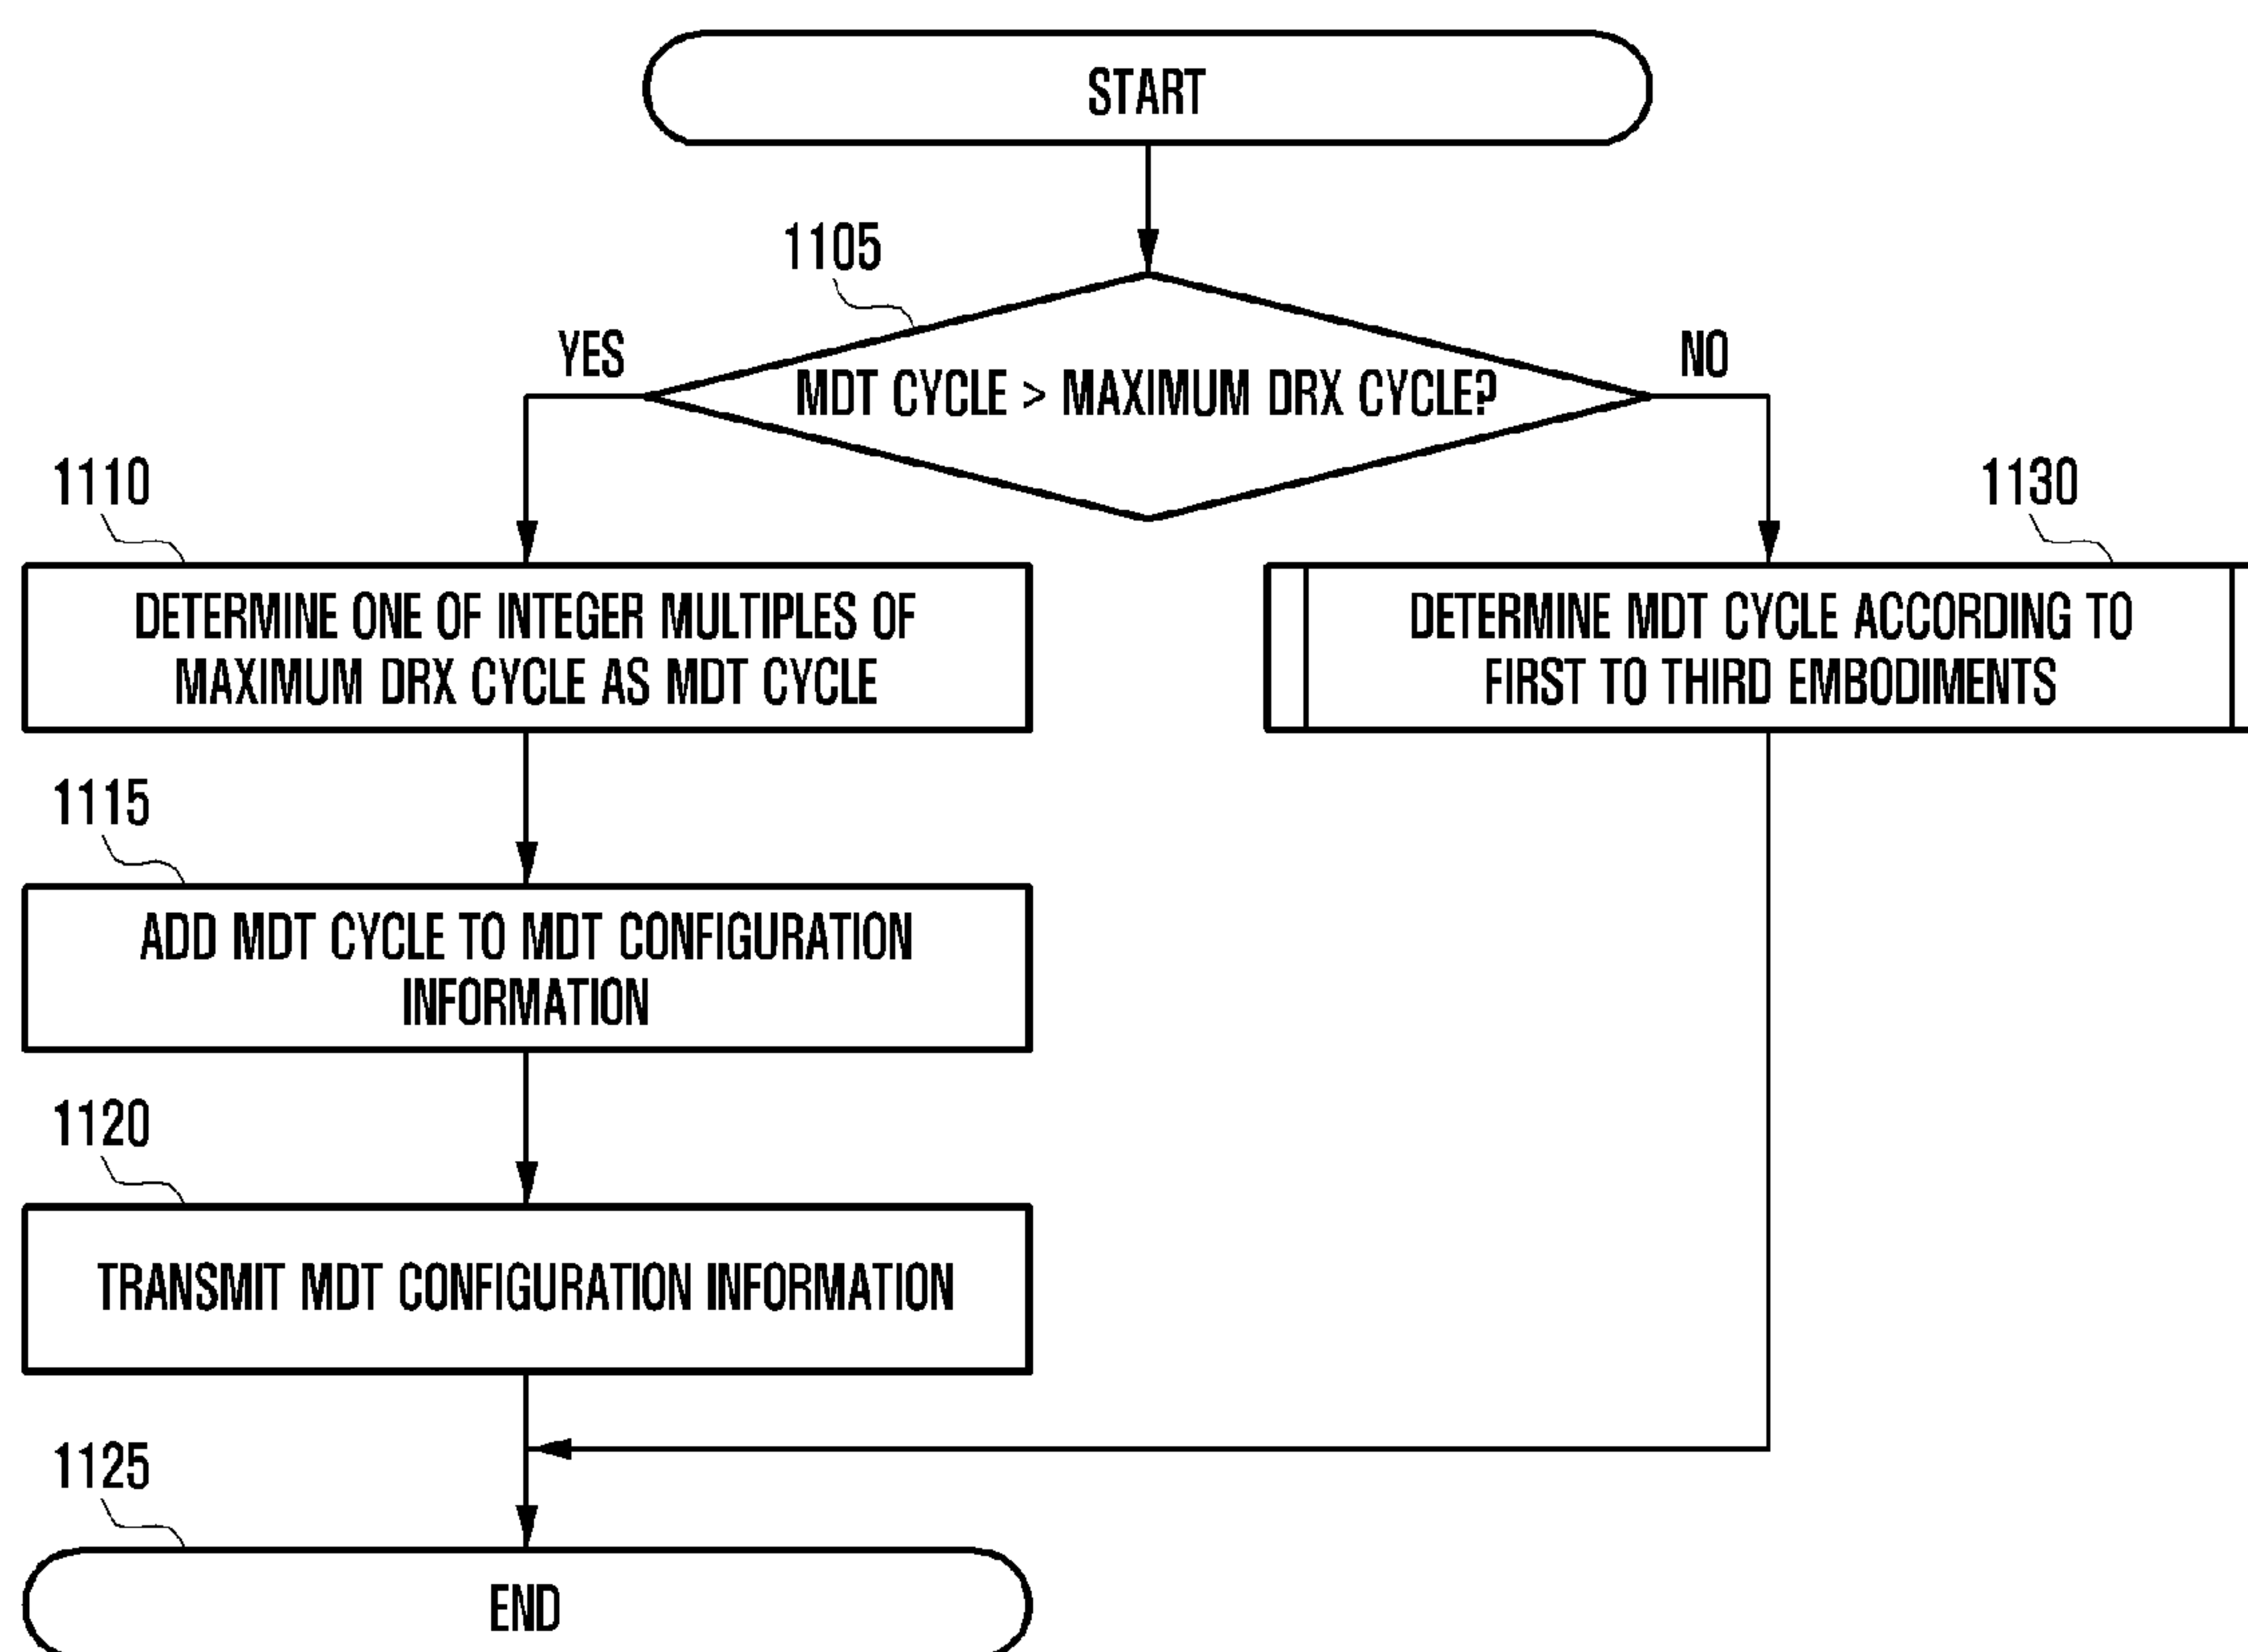 START
1105
YES
MDT CYCLE > MAXIMUM DRX CYCLE?
NO
1110
DETERMINE ONE OF INTEGER MULTIPLES OF
MAXIMUM DRX CYCLE AS MDT CYCLE
1130
DETERMINE MDT CYCLE ACCORDING TO
FIRST TO THIRD EMBODIMENTS
1115
ADD MDT CYCLE TO MDT CONFIGURATION
INFORMATION
1120
TRANSMIT MDT CONFIGURATION INFORMATION
1125
END